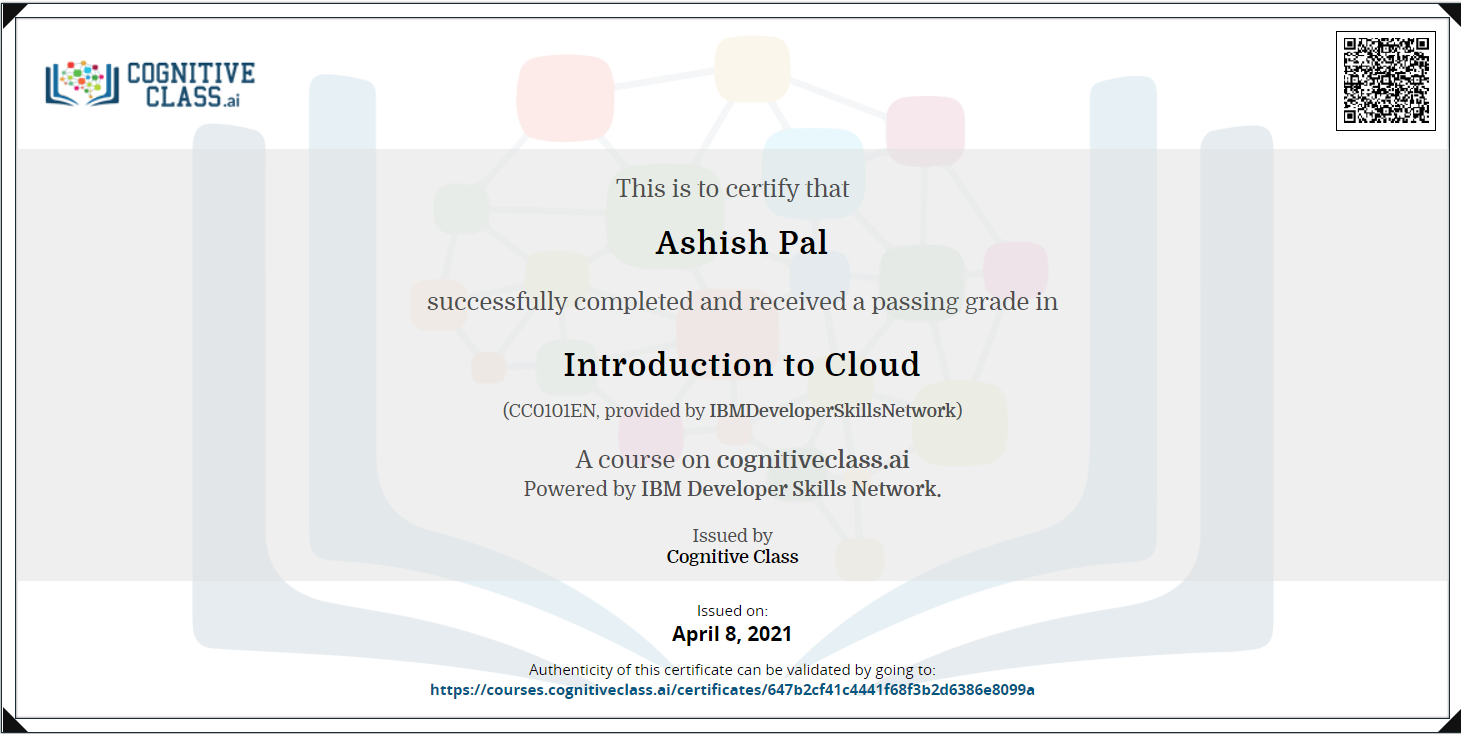 COGNITIVE
CLASS.ai
This is to certify that
Ashish Pal
successfully completed and received a passing grade in
Introduction to Cloud
(CC0101EN, provided by IBMDeveloperSkillsNetwork)
A course on cognitiveclass.ai
Powered by IBM Developer Skills Network.
Issued by
Cognitive Class
Issued on:
April 8, 2021
Authenticity of this certificate can be validated by going to:
https://courses.cognitiveclass.ai/certificates/647b2cf41c4441f68f3b2d6386e8099a